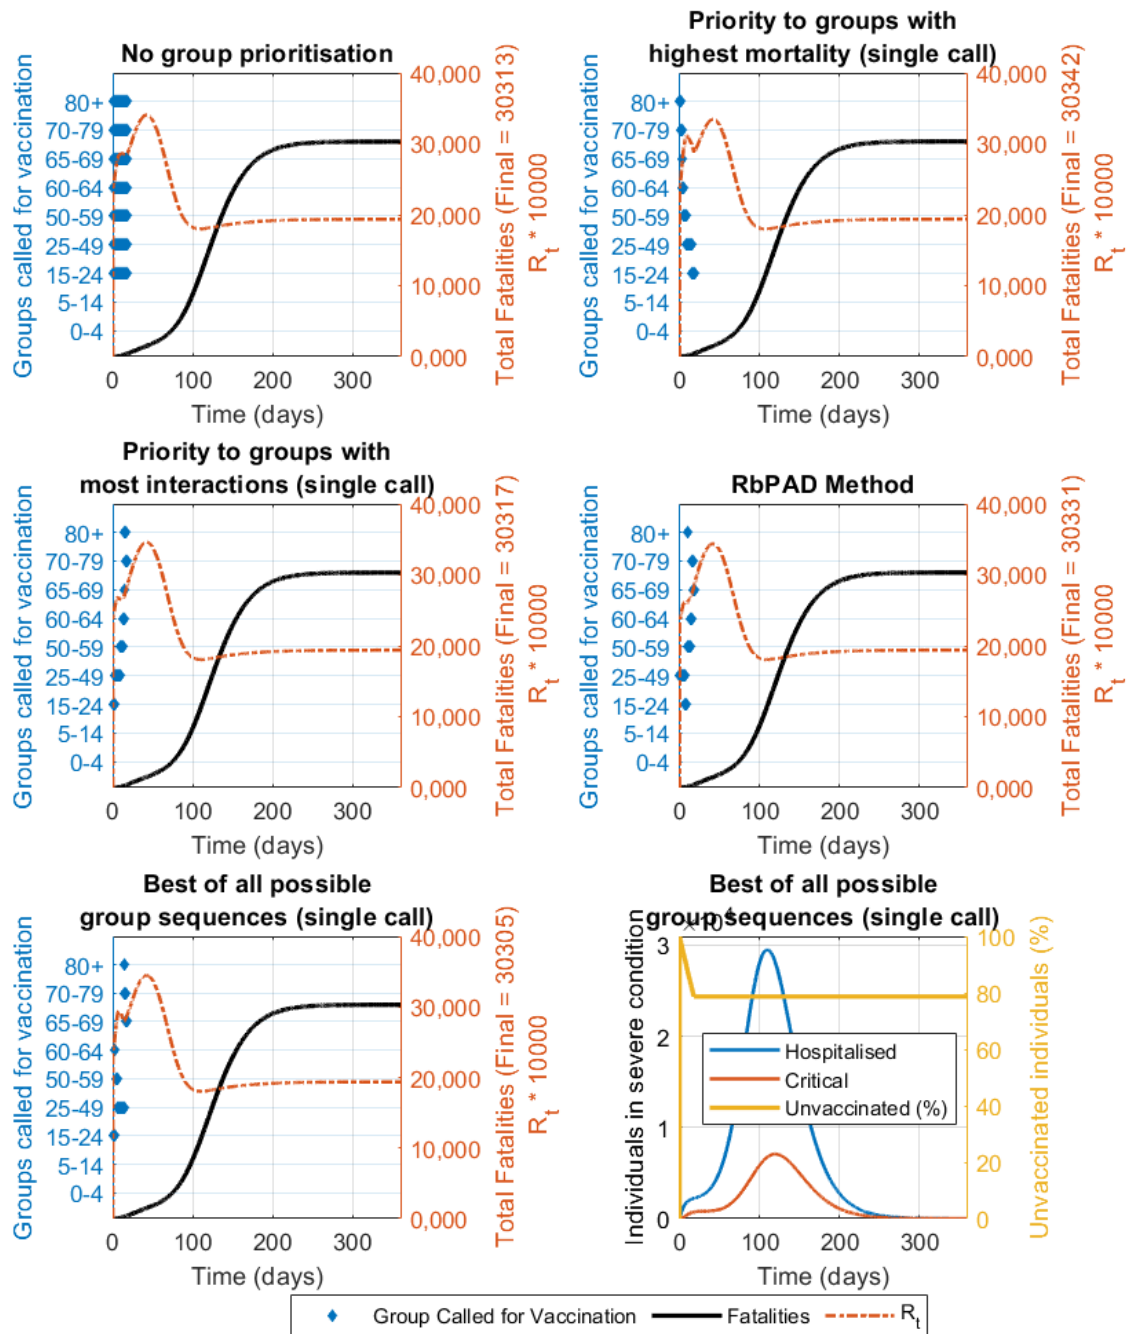 No group prioritisation
Groups called for vaccination
80+
70-79
65-69
60-64
50-59
25-49
15-24
5-14
0-4
40,000
30,000
20,000
10,000
0,000
Total Fatalities (Final = 30313)
R_t * 10000
0 100 200 300
Time (days)
Priority to groups with
highest mortality (single call)
Groups called for vaccination
80+
70-79
65-69
60-64
50-59
25-49
15-24
5-14
0-4
40,000
30,000
20,000
10,000
0,000
Total Fatalities (Final = 30342)
R_t * 10000
0 100 200 300
Time (days)
Priority to groups with
most interactions (single call)
Groups called for vaccination
80+
70-79
65-69
60-64
50-59
25-49
15-24
5-14
0-4
40,000
30,000
20,000
10,000
0,000
Total Fatalities (Final = 30317)
R_t * 10000
0 100 200 300
Time (days)
RbPAD Method
Groups called for vaccination
80+
70-79
65-69
60-64
50-59
25-49
15-24
5-14
0-4
40,000
30,000
20,000
10,000
0,000
Total Fatalities (Final = 30331)
R_t * 10000
0 100 200 300
Time (days)
Best of all possible
group sequences (single call)
Groups called for vaccination
80+
70-79
65-69
60-64
50-59
25-49
15-24
5-14
0-4
40,000
30,000
20,000
10,000
0,000
Total Fatalities (Final = 30305)
R_t * 10000
0 100 200 300
Time (days)
Best of all possible
group sequences (single call)
Individuals in severe condition
3
2
1
0
Hospitalised
Critical
Unvaccinated (%)
100
80
60
40
20
0
Unvaccinated individuals (%)
0 100 200 300
Time (days)
Group Called for Vaccination Fatalities R_t